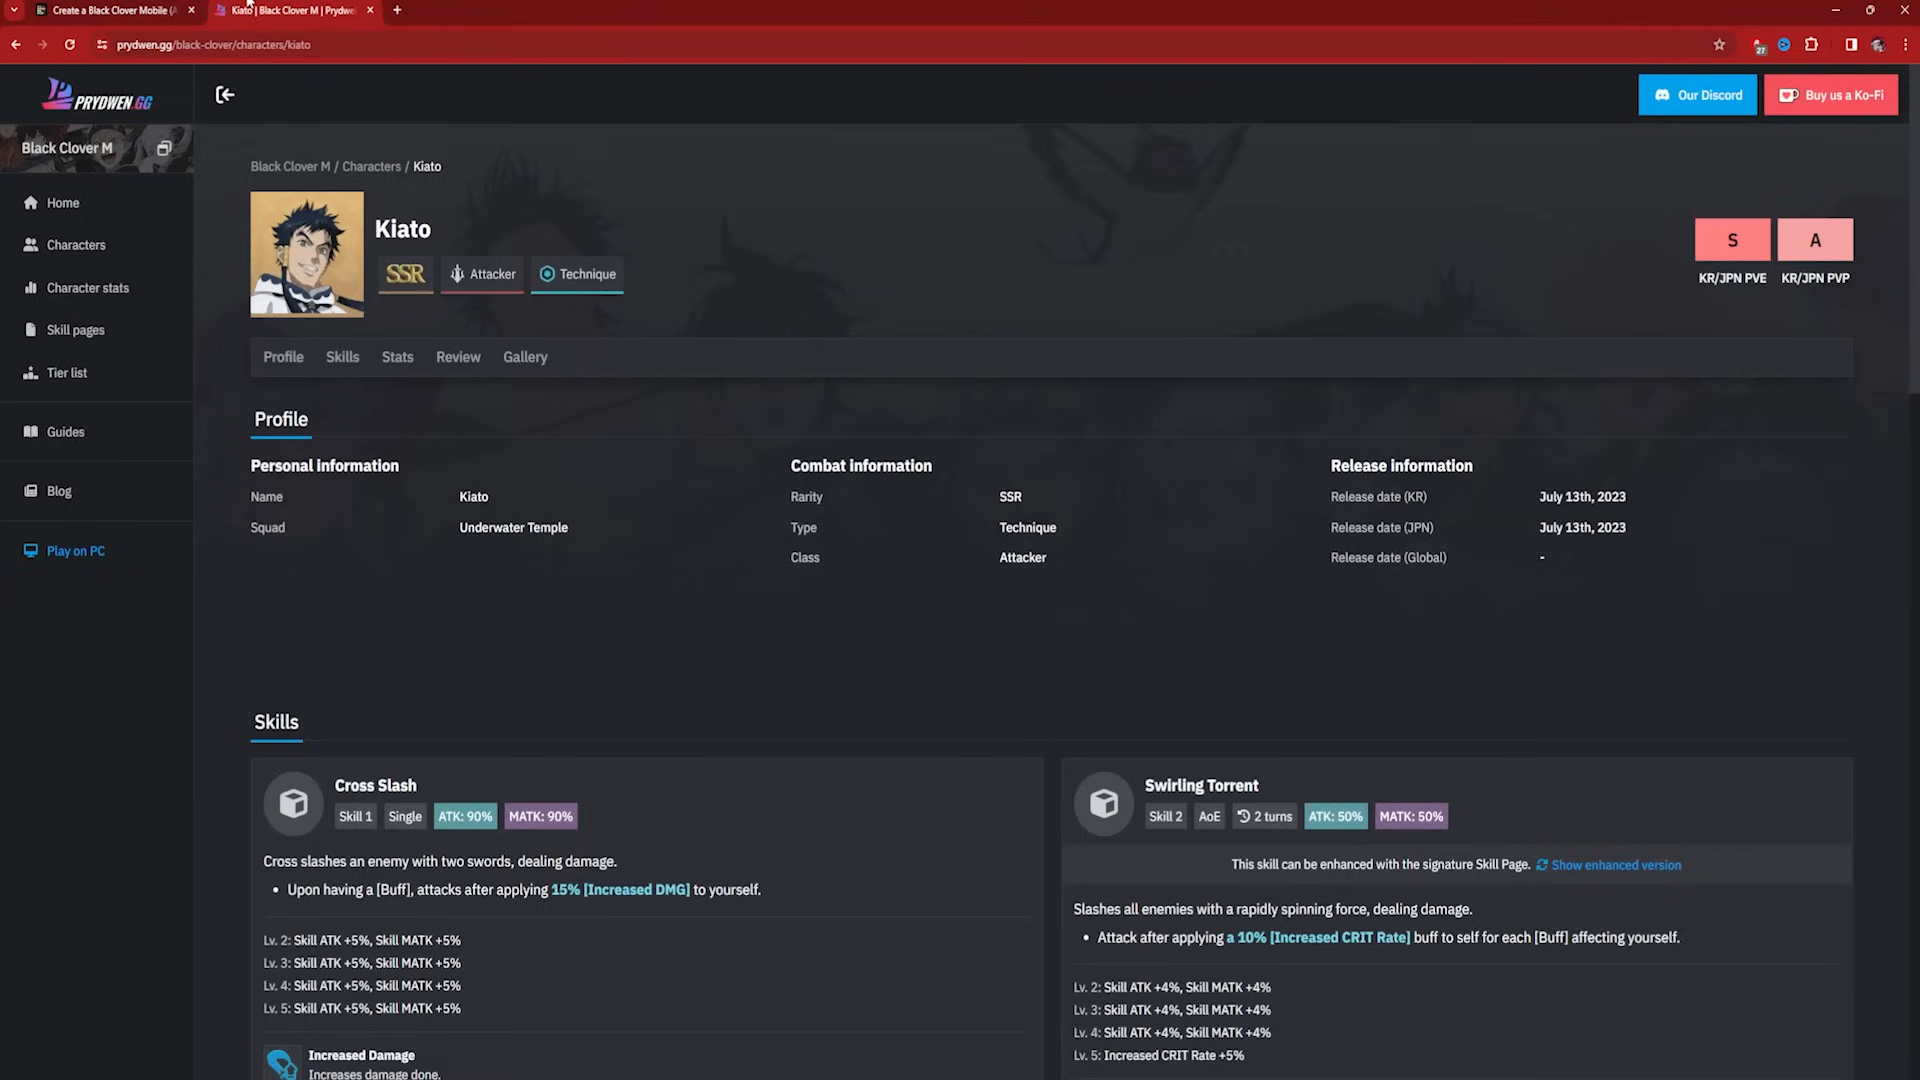 Create a Black Clover Mobile (A
Kiato | Black Clover M | Prydwe
prydwen.gg/black-clover/characters/kiato
27
PRYDWEN.GG
Our Discord
Buy us a Ko-Fi
Black Clover M
Home
Characters
Character stats
Skill pages
Tier list
Guides
Blog
Play on PC
Black Clover M / Characters / Kiato
Kiato
SSR
Attacker
Technique
S
A
KR/JPN PVE
KR/JPN PVP
Profile
Skills
Stats
Review
Gallery
Profile
Personal information
Name
Kiato
Squad
Underwater Temple
Combat information
Rarity
SSR
Type
Technique
Class
Attacker
Release information
Release date (KR)
July 13th, 2023
Release date (JPN)
July 13th, 2023
Release date (Global)
-
Skills
Cross Slash
Skill 1
Single
ATK: 90%
MATK: 90%
Cross slashes an enemy with two swords, dealing damage.
• Upon having a [Buff], attacks after applying 15% [Increased DMG] to yourself.
Lv. 2: Skill ATK +5%, Skill MATK +5%
Lv. 3: Skill ATK +5%, Skill MATK +5%
Lv. 4: Skill ATK +5%, Skill MATK +5%
Lv. 5: Skill ATK +5%, Skill MATK +5%
Increased Damage
Increases damage done.
Swirling Torrent
Skill 2
AoE
2 turns
ATK: 50%
MATK: 50%
This skill can be enhanced with the signature Skill Page. Show enhanced version
Slashes all enemies with a rapidly spinning force, dealing damage.
• Attack after applying a 10% [Increased CRIT Rate] buff to self for each [Buff] affecting yourself.
Lv. 2: Skill ATK +4%, Skill MATK +4%
Lv. 3: Skill ATK +4%, Skill MATK +4%
Lv. 4: Skill ATK +4%, Skill MATK +4%
Lv. 5: Increased CRIT Rate +5%